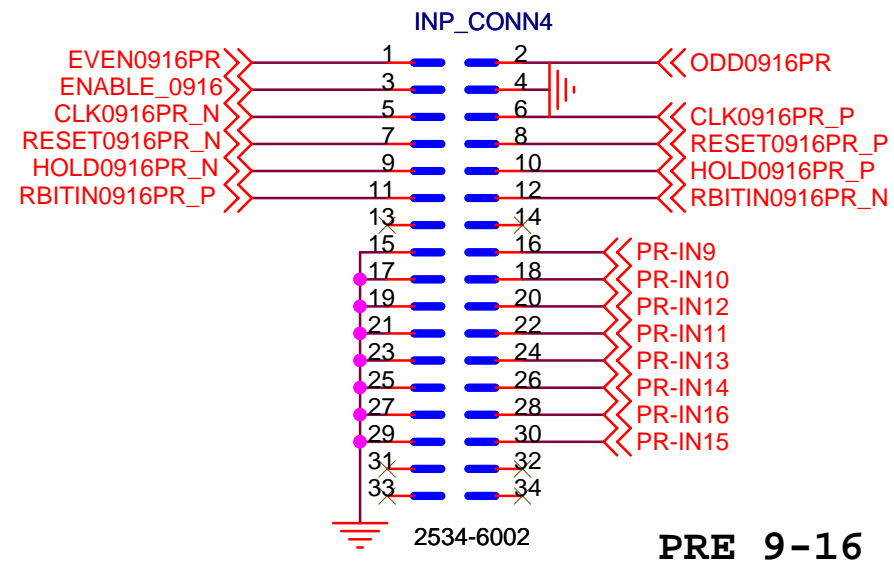 INP_CONN4
EVEN0916PR 1 2 ODD0916PR
ENABLE_0916 3 4
CLK0916PR_N 5 6 CLK0916PR_P
RESET0916PR_N 7 8 RESET0916PR_P
HOLD0916PR_N 9 10 HOLD0916PR_P
RBITIN0916PR_P 11 12 RBITIN0916PR_N
13 14
15 16 PR-IN9
17 18 PR-IN10
19 20 PR-IN12
21 22 PR-IN11
23 24 PR-IN13
25 26 PR-IN14
27 28 PR-IN16
29 30 PR-IN15
31 32
33 34
2534-6002
PRE 9-16